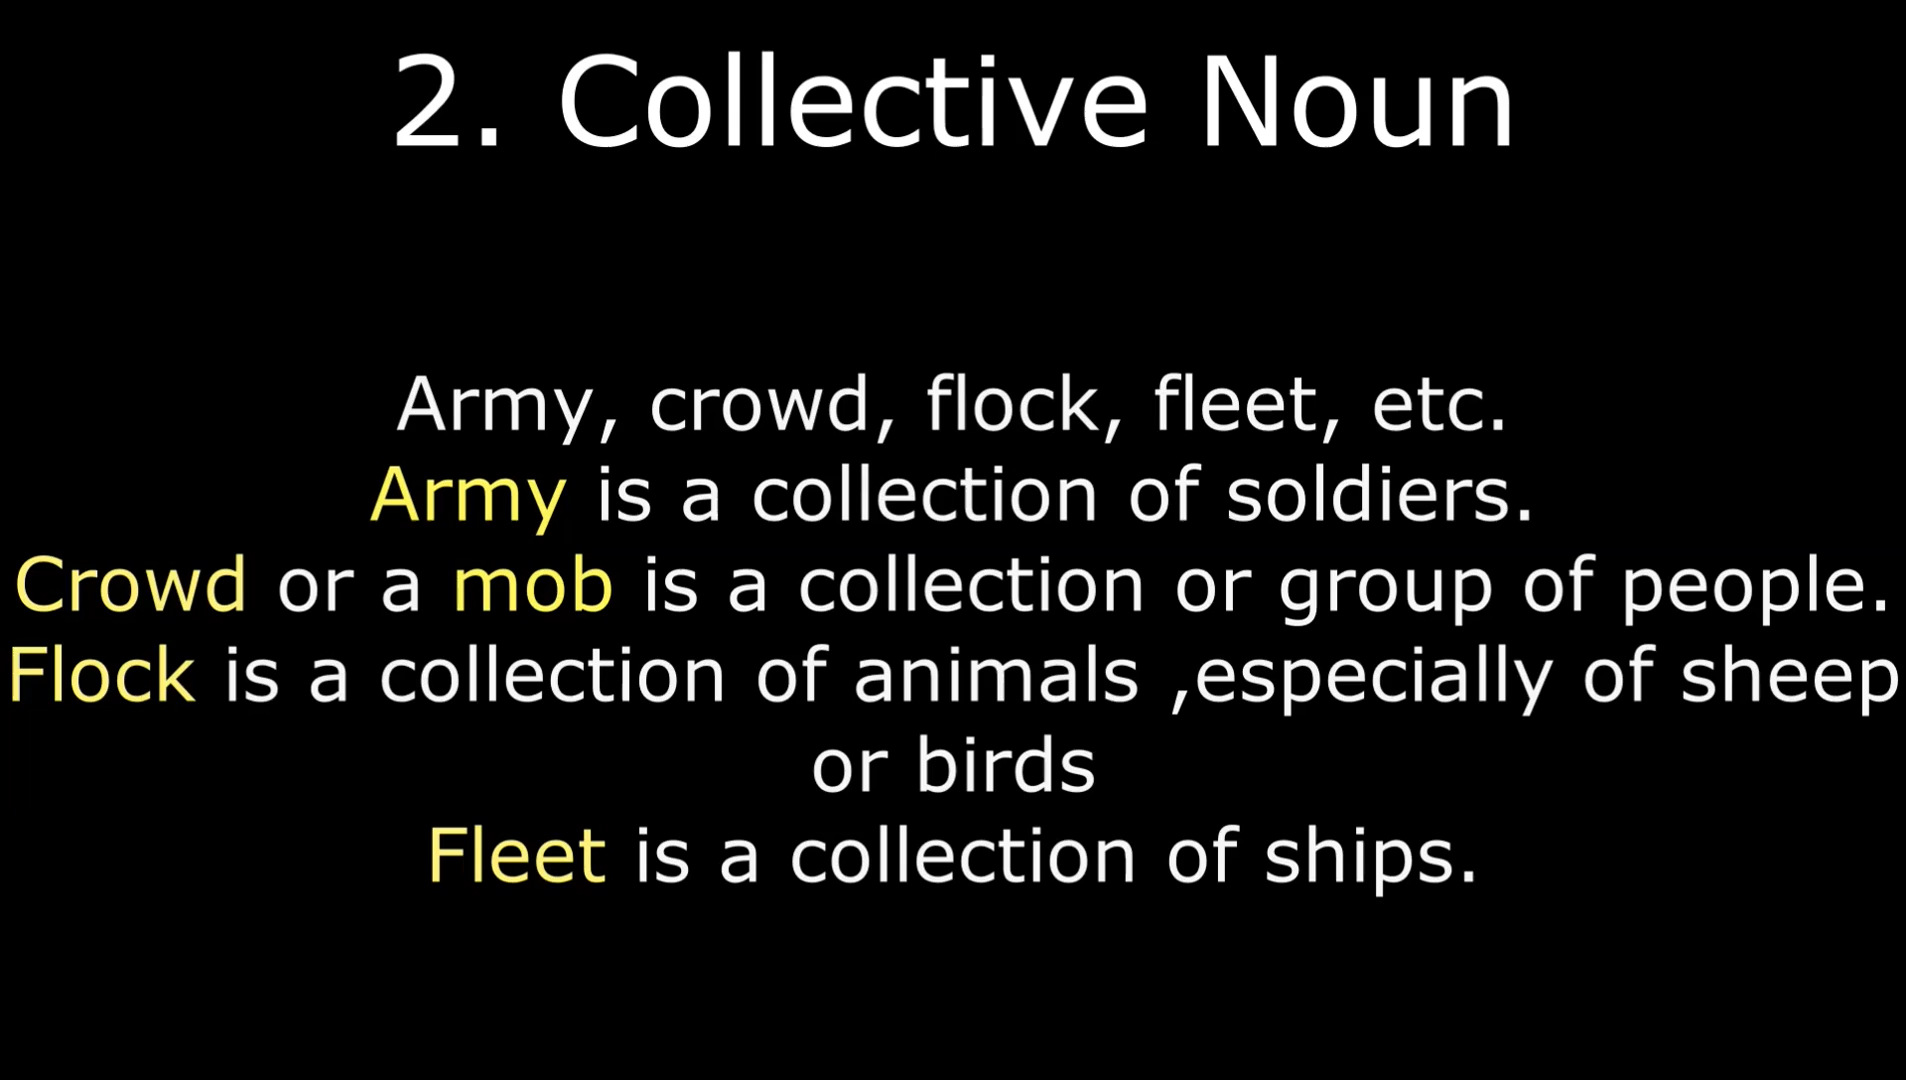 2. Collective Noun
Army, crowd, flock, fleet, etc.
Army is a collection of soldiers.
Crowd or a mob is a collection or group of people.
Flock is a collection of animals ,especially of sheep
or birds
Fleet is a collection of ships.